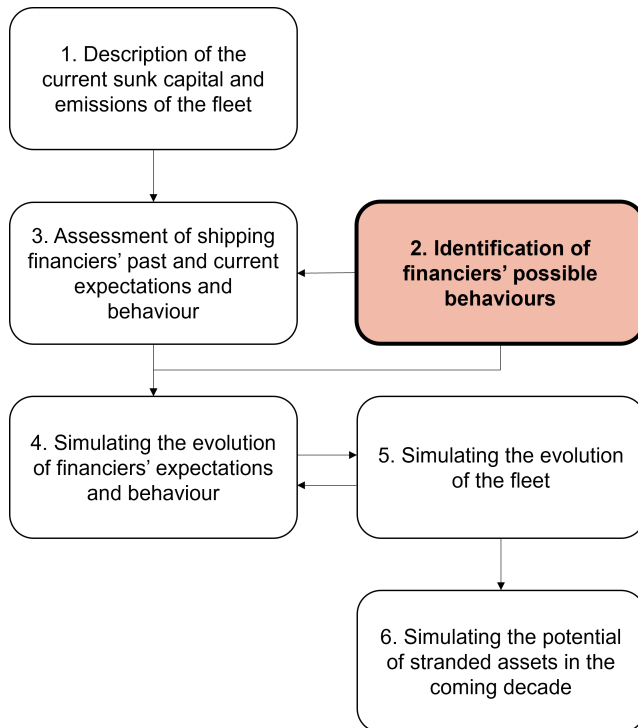 1. Description of the
current sunk capital and
emissions of the fleet
3. Assessment of shipping
financiers’ past and current
expectations and
behaviour
2. Identification of
financiers’ possible
behaviours
4. Simulating the evolution
of financiers’ expectations
and behaviour
5. Simulating the evolution
of the fleet
6. Simulating the potential
of stranded assets in the
coming decade